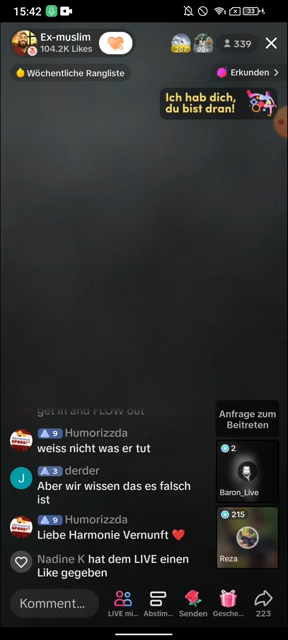 15:42
Ex-muslim
104.2K Likes
339
Wöchentliche Rangliste
Erkunden
Ich hab dich,
du bist dran!
get in and FLOW out
9 Humorizzda
weiss nicht was er tut
J
3 derder
Aber wir wissen das es falsch
ist
9 Humorizzda
Liebe Harmonie Vernunft ❤️
Nadine K hat dem LIVE einen
Like gegeben
Anfrage zum
Beitreten
2
Baron_Live
215
Reza
Komment...
LIVE mi...
Abstim...
Senden
Gesche...
223